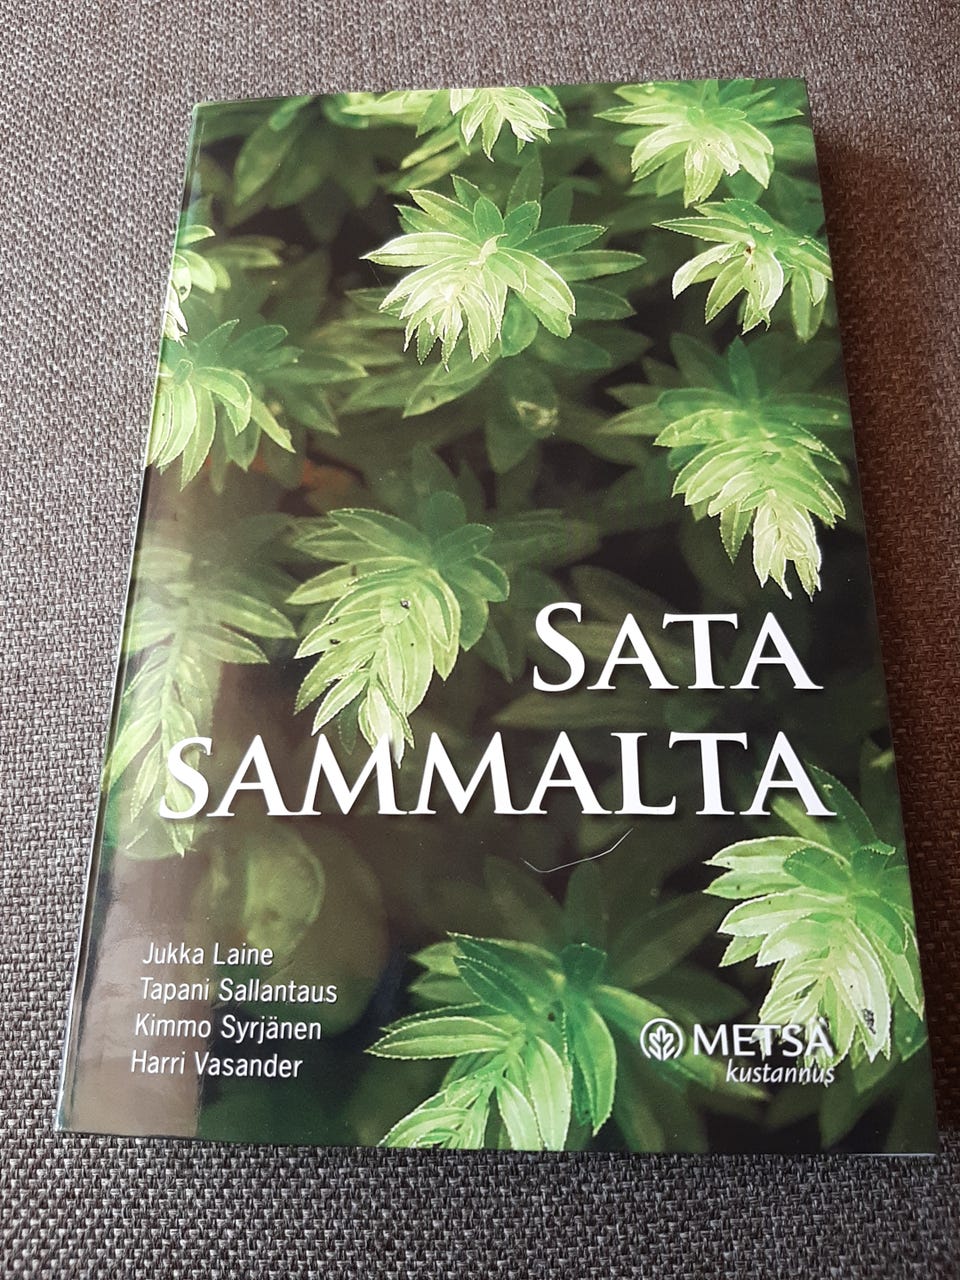 SATA
SAMMALTA
Jukka Laine
Tapani Sallantaus
Kimmo Syrjänen
Harri Vasander
METSÄ
kustannus